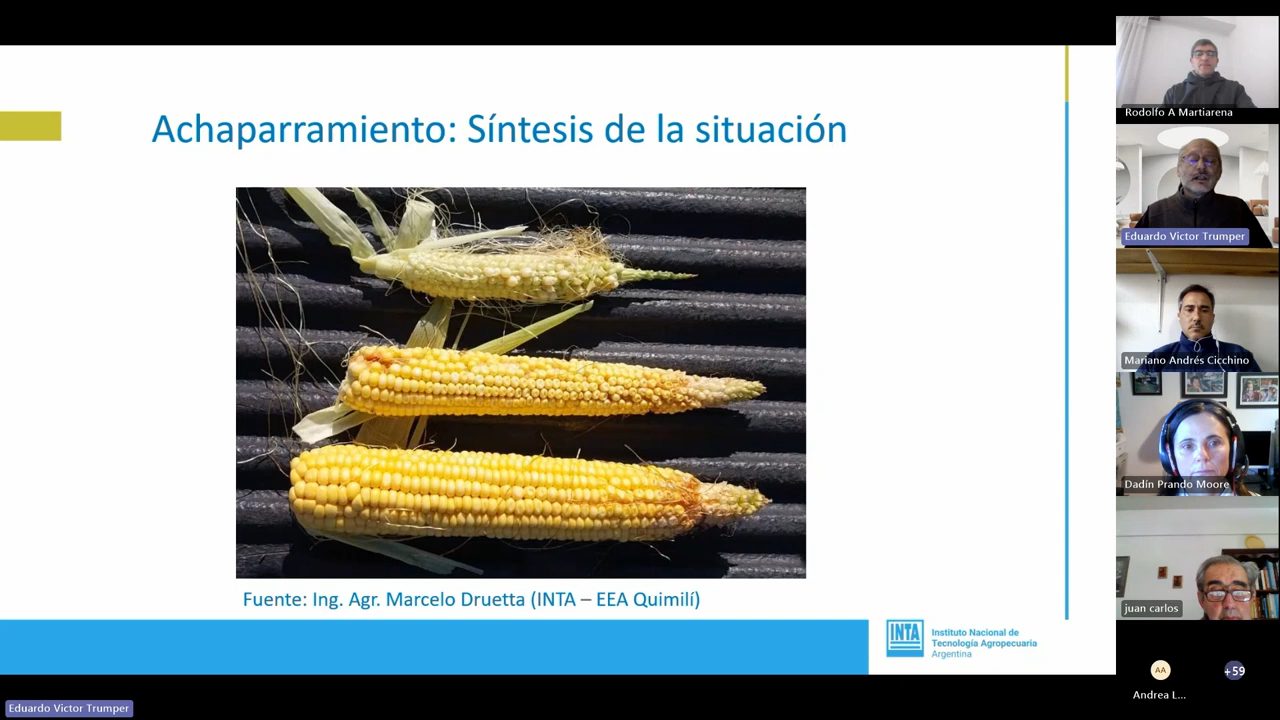 Achaparramiento: Síntesis de la situación
Fuente: Ing. Agr. Marcelo Druetta (INTA – EEA Quimilí)
INTA
Instituto Nacional de
Tecnología Agropecuaria
Argentina
Eduardo Victor Trumper
Rodolfo A Martiarena
Eduardo Victor Trumper
Mariano Andrés Cicchino
Dadín Prando Moore
juan carlos
AA
+59
Andrea L...